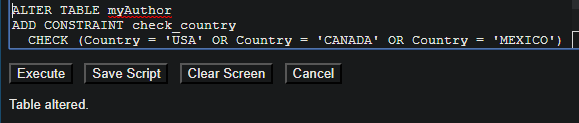 ALTER TABLE myAuthor
ADD CONSTRAINT check_country
CHECK (Country = 'USA' OR Country = 'CANADA' OR Country = 'MEXICO')
Execute Save Script Clear Screen Cancel
Table altered.